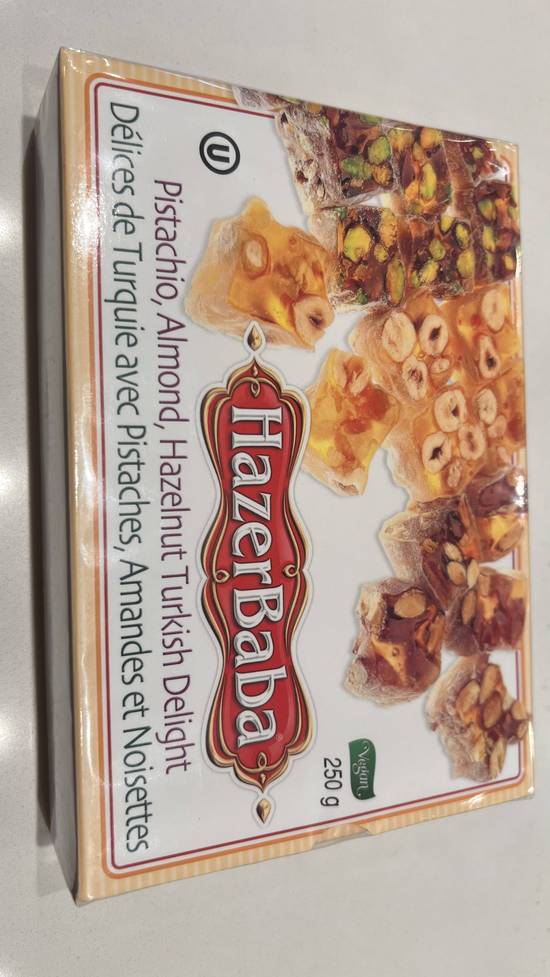 Vegan
250 g
HazerBaba®
Pistachio, Almond, Hazelnut Turkish Delight
Délices de Turquie avec Pistaches, Amandes et Noisettes
U